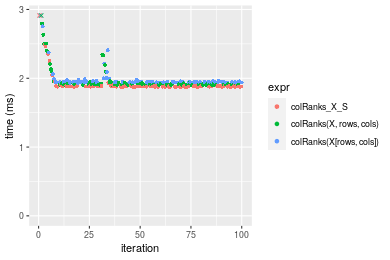 3
2
1
0
time (ms)
0
25
50
75
100
iteration
expr
colRanks_X_S
colRanks(X, rows, cols)
colRanks(X[rows, cols])